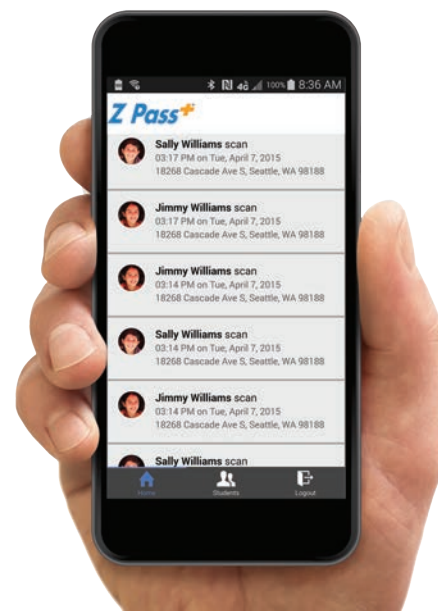 100% 8:36 AM
Z Pass+
Sally Williams scan
03:17 PM on Tue, April 7, 2015
18268 Cascade Ave S, Seattle, WA 98188
Jimmy Williams scan
03:17 PM on Tue, April 7, 2015
18268 Cascade Ave S, Seattle, WA 98188
Jimmy Williams scan
03:14 PM on Tue, April 7, 2015
18268 Cascade Ave S, Seattle, WA 98188
Sally Williams scan
03:14 PM on Tue, April 7, 2015
18268 Cascade Ave S, Seattle, WA 98188
Jimmy Williams scan
03:14 PM on Tue, April 7, 2015
18268 Cascade Ave S, Seattle, WA 98188
Sally Williams scan
Home Students Logout